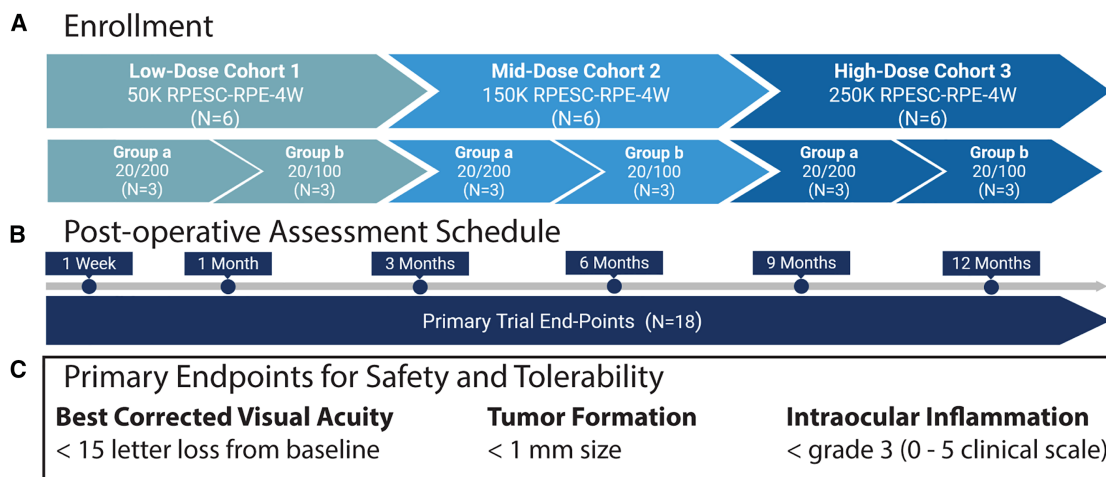 A Enrollment
Low-Dose Cohort 1
50K RPESC-RPE-4W
(N=6)
Mid-Dose Cohort 2
150K RPESC-RPE-4W
(N=6)
High-Dose Cohort 3
250K RPESC-RPE-4W
(N=6)
Group a
20/200
(N=3)
Group b
20/100
(N=3)
Group a
20/200
(N=3)
Group b
20/100
(N=3)
Group a
20/200
(N=3)
Group b
20/100
(N=3)
B Post-operative Assessment Schedule
1 Week
1 Month
3 Months
6 Months
9 Months
12 Months
Primary Trial End-Points (N=18)
C Primary Endpoints for Safety and Tolerability
Best Corrected Visual Acuity
< 15 letter loss from baseline
Tumor Formation
< 1 mm size
Intraocular Inflammation
< grade 3 (0 - 5 clinical scale)